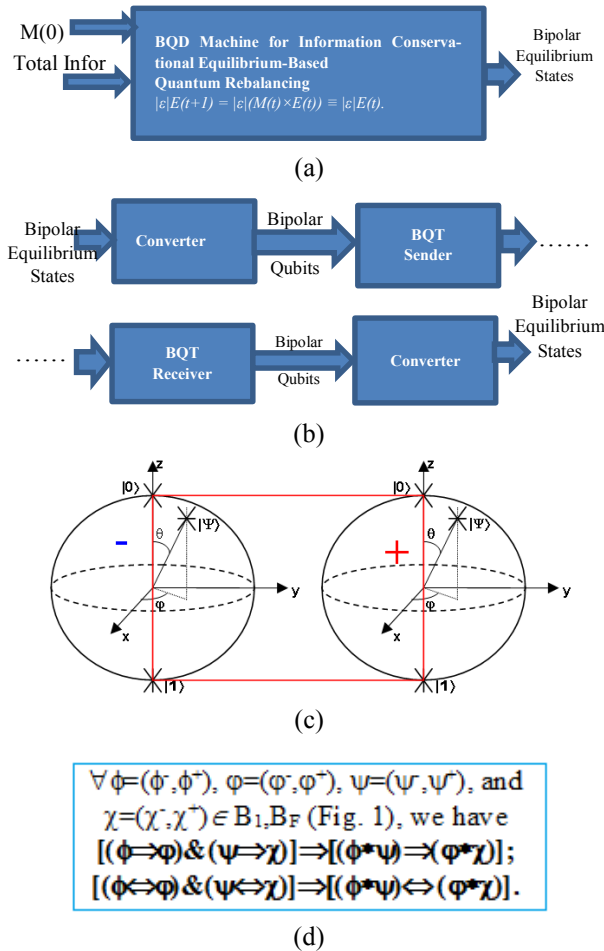 M(0)
Total Infor
BQD Machine for Information Conserva-
tional Equilibrium-Based
Quantum Rebalancing
|ε|E(t+1) = |ε|(M(t)×E(t)) ≡ |ε|E(t).
Bipolar
Equilibrium
States
(a)
Bipolar
Equilibrium
States
Converter
Bipolar
Qubits
BQT
Sender
......
......
BQT
Receiver
Bipolar
Qubits
Converter
Bipolar
Equilibrium
States
(b)
z
|0⟩
|Ψ⟩
-
θ
y
φ
x
|1⟩
z
|0⟩
|Ψ⟩
+
θ
y
φ
x
|1⟩
(c)
∀ϕ=(ϕ⁻,ϕ⁺), φ=(φ⁻,φ⁺), ψ=(ψ⁻,ψ⁺), and
χ=(χ⁻,χ⁺)∈B₁,B_F (Fig. 1), we have
[(ϕ⇒φ)&(ψ⇒χ)]⇒[(ϕ*ψ)⇒(φ*χ)];
[(ϕ⇔φ)&(ψ⇔χ)]⇒[(ϕ*ψ)⇔(φ*χ)].
(d)